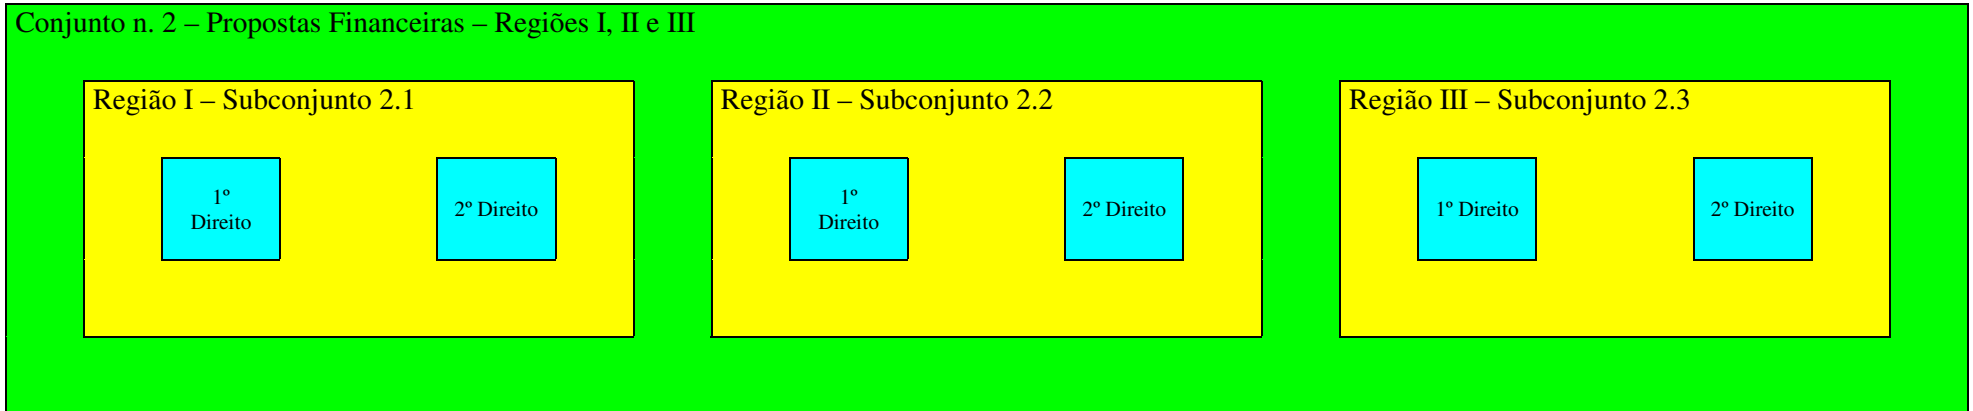 Conjunto n. 2 – Propostas Financeiras – Regiões I, II e III
Região I – Subconjunto 2.1
1º
Direito
2º Direito
Região II – Subconjunto 2.2
1º
Direito
2º Direito
Região III – Subconjunto 2.3
1º Direito
2º Direito